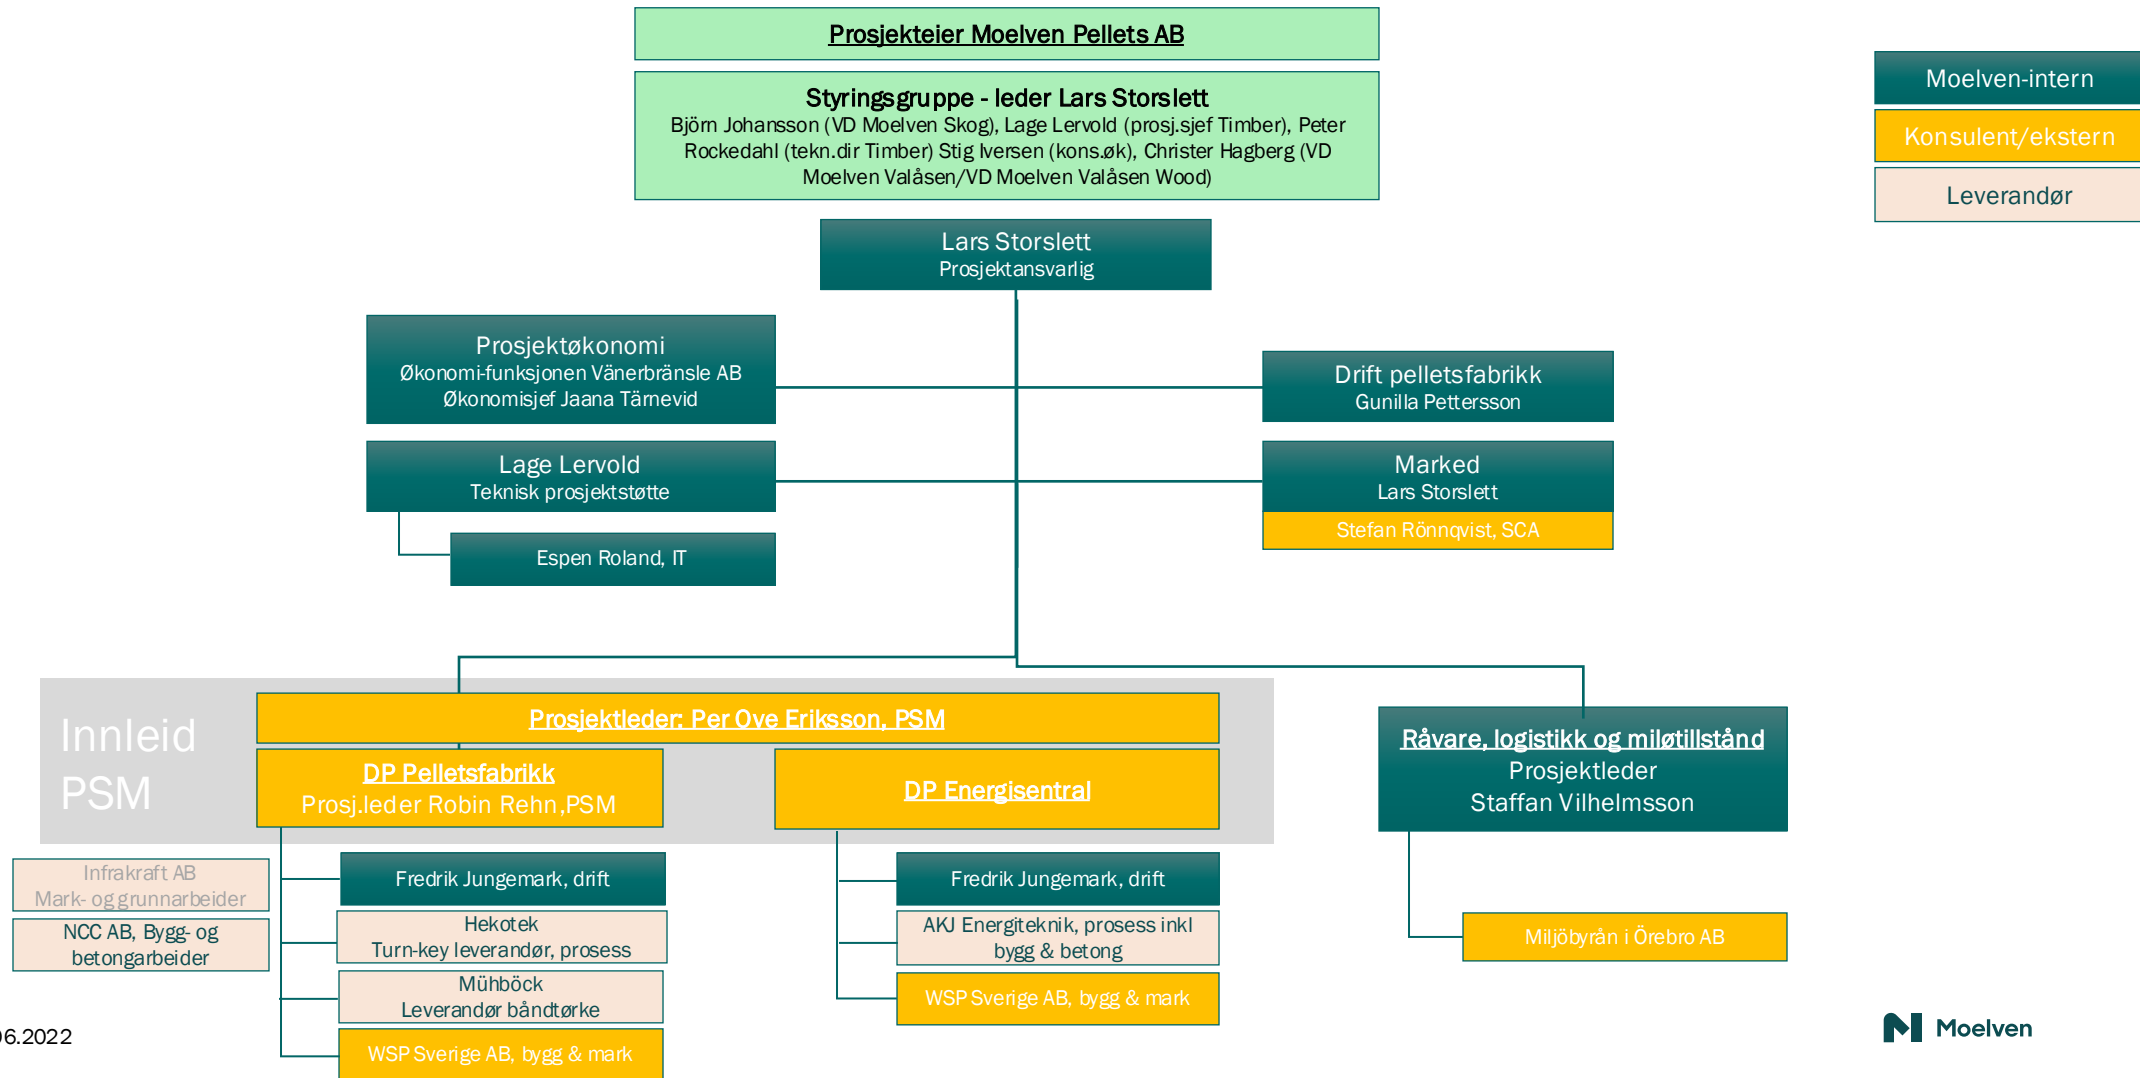 Prosjekteier Moelven Pellets AB
Styringsgruppe - leder Lars Storslett
Björn Johansson (VD Moelven Skog), Lage Lervold (prosj.sjef Timber), Peter
Rockedahl (tekn.dir Timber) Stig Iversen (kons.øk), Christer Hagberg (VD
Moelven Valåsen/VD Moelven Valåsen Wood)
Moelven-intern
Konsulent/ekstern
Leverandør
Lars Storslett
Prosjektansvarlig
Prosjektøkonomi
Økonomi-funksjonen Vänerbränsle AB
Økonomisjef Jaana Tärnevid
Drift pelletsfabrikk
Gunilla Pettersson
Lage Lervold
Teknisk prosjektstøtte
Marked
Lars Storslett
Stefan Rönnqvist, SCA
Espen Roland, IT
Innleid
PSM
Prosjektleder: Per Ove Eriksson, PSM
DP Pelletsfabrikk
Prosj.leder Robin Rehn,PSM
DP Energisentral
Råvare, logistikk og miløtillstånd
Prosjektleder
Staffan Vilhelmsson
Infrakraft AB
Mark- og grunnarbeider
NCC AB, Bygg- og
betongarbeider
Fredrik Jungemark, drift
Hekotek
Turn-key leverandør, prosess
Mühböck
Leverandør båndtørke
WSP Sverige AB, bygg & mark
Fredrik Jungemark, drift
AKJ Energiteknik, prosess inkl
bygg & betong
WSP Sverige AB, bygg & mark
Miljöbyrån i Örebro AB
06.2022
Moelven